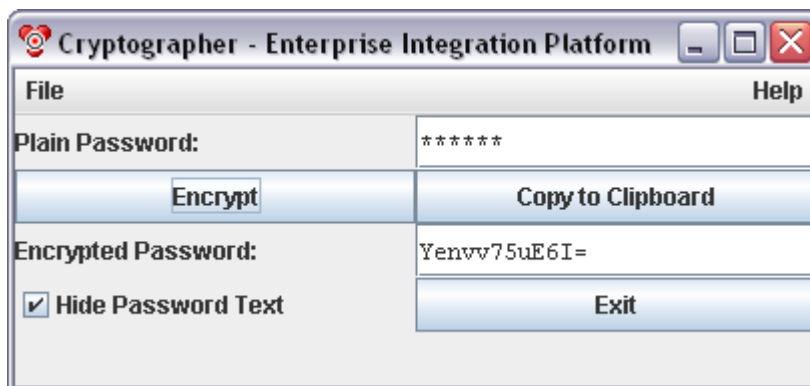 Cryptographer - Enterprise Integration Platform
File Help
Plain Password: ******
Encrypt Copy to Clipboard
Encrypted Password: Yenvv75uE6I=
Hide Password Text Exit